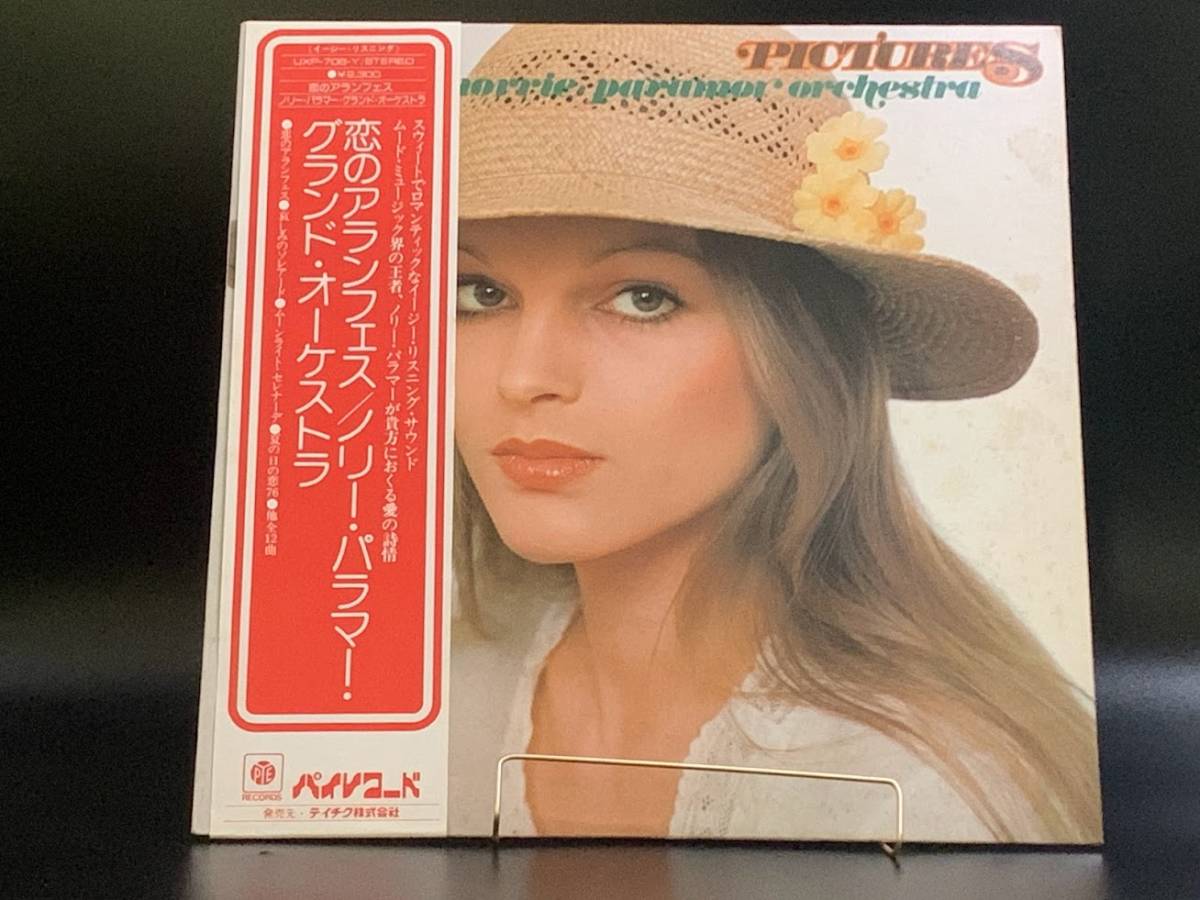 (イージー・リスニング)
UXP-706-Y/STEREO
●¥2,300
恋のアランフェス
ノリー・パラマー・グランド・オーケストラ
スウィートでロマンティックなイージー・リスニング・サウンド
ムード・ミュージック界の王者、ノリー・パラマーが貴方におくる愛の詩情
恋のアランフェス/ノリー・パラマー・
グランド・オーケストラ
●恋のアランフェス●哀しみのソレアード●ムーンライト・セレナーデ●夏の日の恋'76●他全12曲
PICTURES
norrie paramor orchestra
PYE
RECORDS
パイレコード
発売元・テイチク株式会社